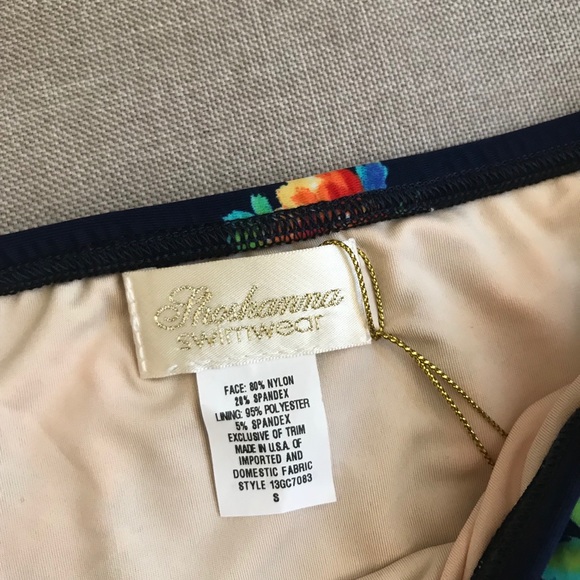 Shoshanna
swimwear
FACE: 80% NYLON
20% SPANDEX
LINING: 95% POLYESTER
5% SPANDEX
EXCLUSIVE OF TRIM
MADE IN U.S.A. OF
IMPORTED AND
DOMESTIC FABRIC
STYLE 13GC7083
S